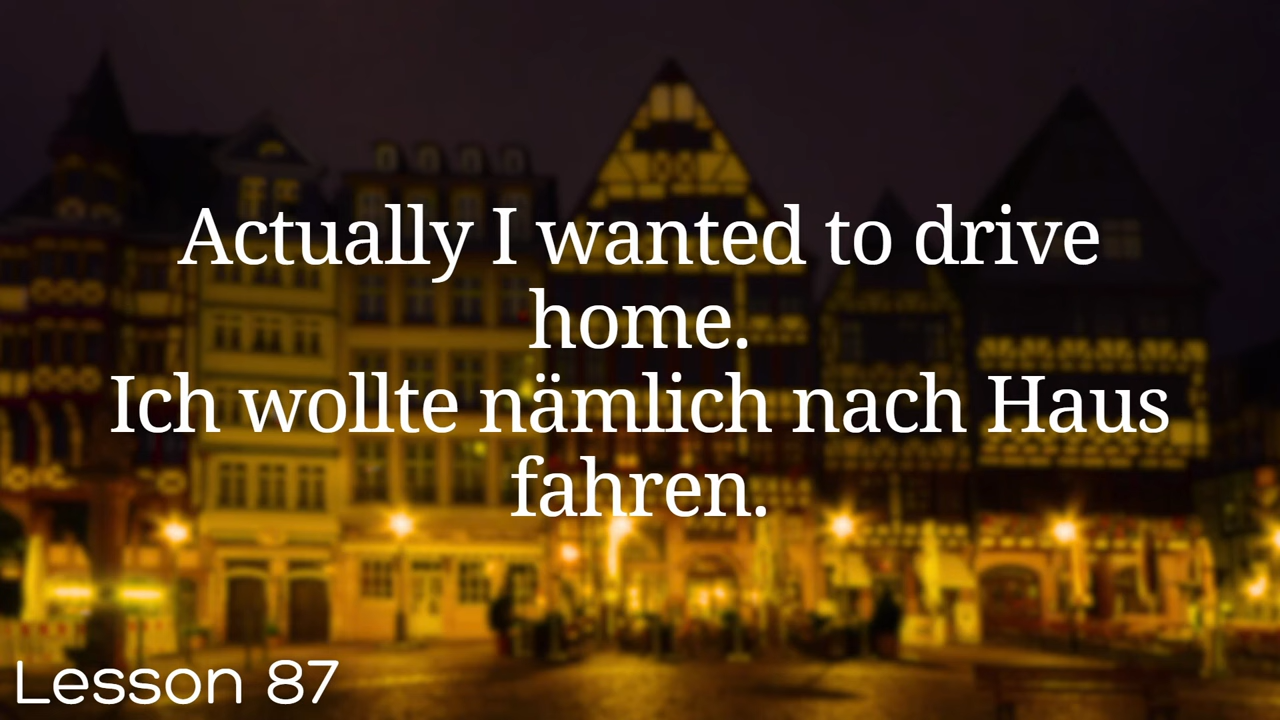 Actually I wanted to drive
home.
Ich wollte nämlich nach Haus
fahren.
Lesson 87